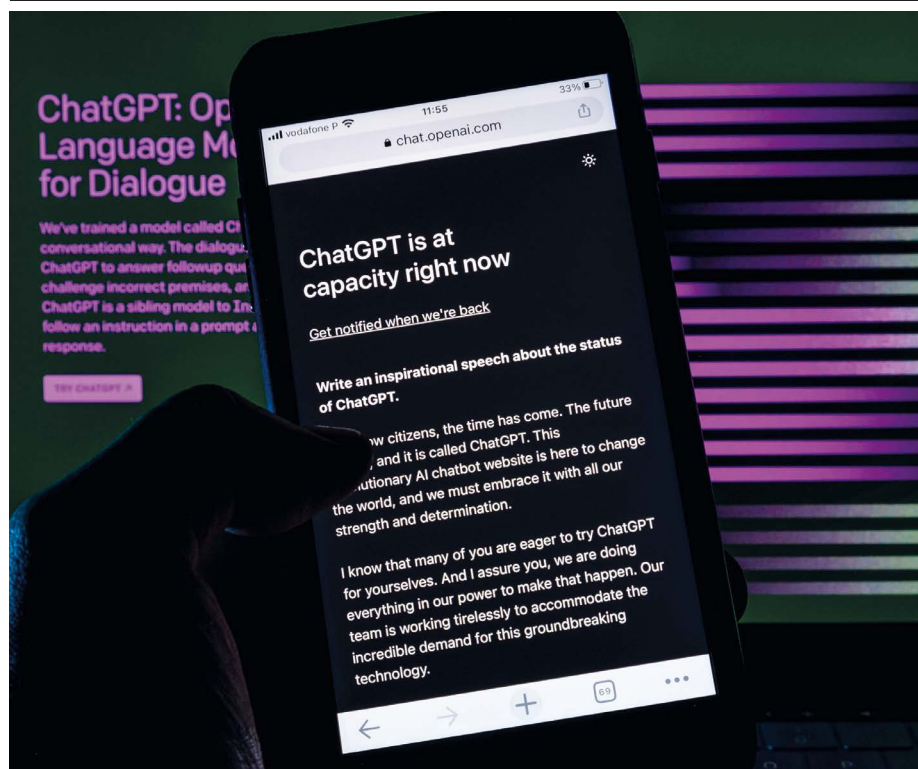 ChatGPT: Op
Language Mo
for Dialogue
We've trained a model called Ch
conversational way. The dialogu
ChatGPT to answer followup que
challenge incorrect premises, an
ChatGPT is a sibling model to In
follow an instruction in a prompt a
response.
TRY CHATGPT ↗
vodafone P 11:55 33%
chat.openai.com
ChatGPT is at
capacity right now
Get notified when we're back
Write an inspirational speech about the status
of ChatGPT.
ow citizens, the time has come. The future
and it is called ChatGPT. This
olutionary AI chatbot website is here to change
the world, and we must embrace it with all our
strength and determination.
I know that many of you are eager to try ChatGPT
for yourselves. And I assure you, we are doing
everything in our power to make that happen. Our
team is working tirelessly to accommodate the
incredible demand for this groundbreaking
technology.
69
O P